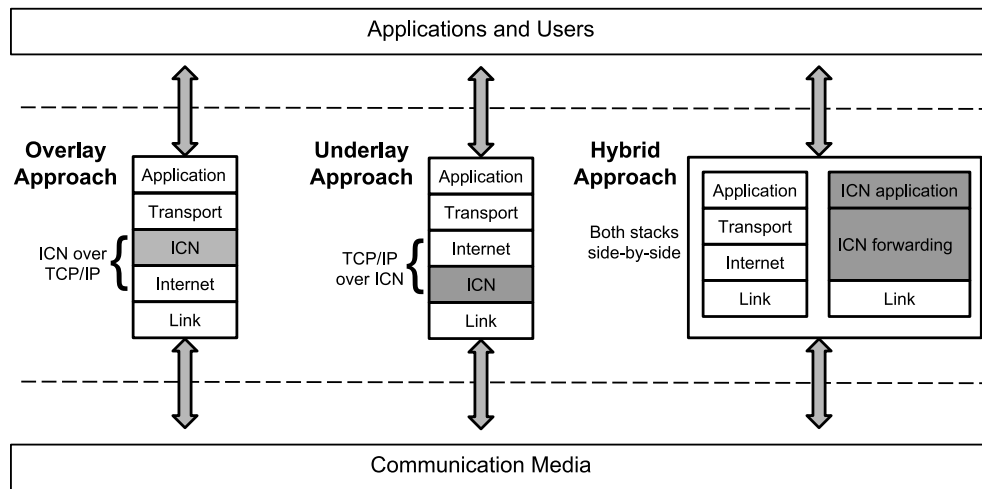 Applications and Users
Overlay
Approach
Application
Transport
ICN
Internet
Link
ICN over
TCP/IP
Underlay
Approach
Application
Transport
Internet
ICN
Link
TCP/IP
over ICN
Hybrid
Approach
Both stacks
side-by-side
Application
Transport
Internet
Link
ICN application
ICN forwarding
Link
Communication Media